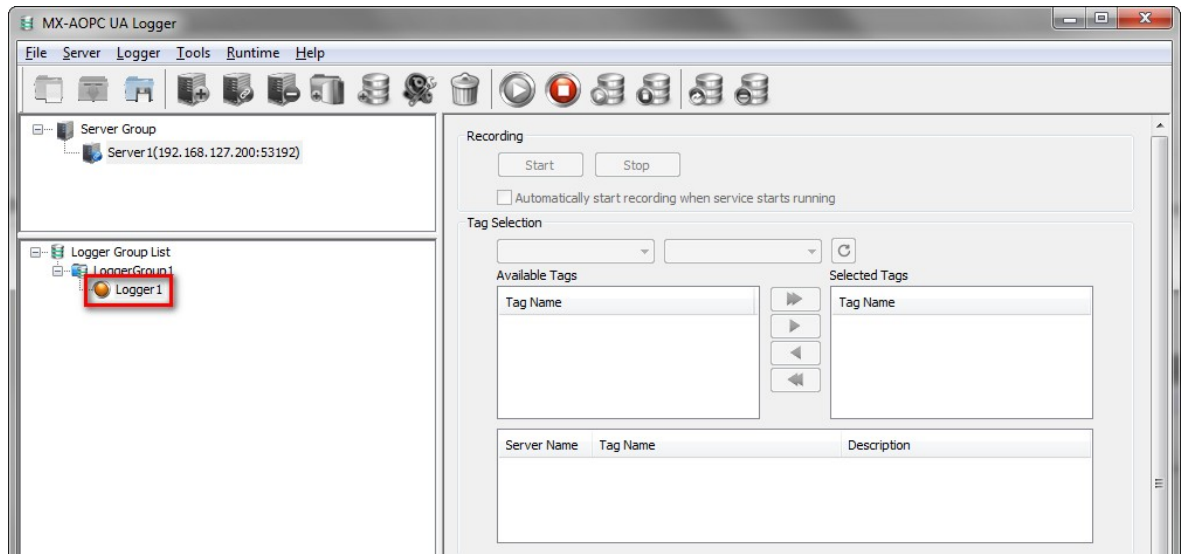 MX-AOPC UA Logger
File Server Logger Tools Runtime Help
Server Group
Server1(192.168.127.200:53192)
Logger Group List
LoggerGroup1
Logger1
Recording
Start Stop
Automatically start recording when service starts running
Tag Selection
Available Tags Selected Tags
Tag Name Tag Name
Server Name Tag Name Description